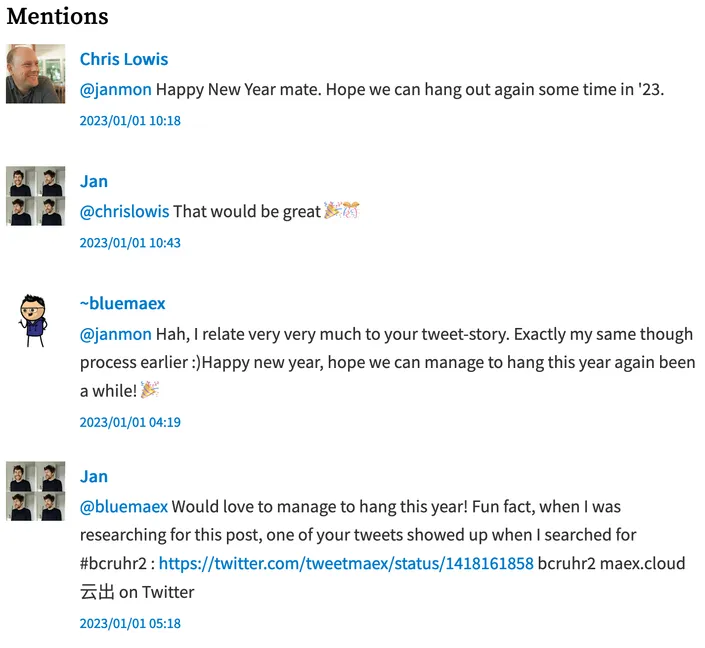 Mentions
Chris Lowis
@janmon Happy New Year mate. Hope we can hang out again some time in '23.
2023/01/01 10:18
Jan
@chrislowis That would be great🎉🎊
2023/01/01 10:43
~bluemaex
@janmon Hah, I relate very very much to your tweet-story. Exactly my same though
process earlier :)Happy new year, hope we can manage to hang this year again been
a while!🎉
2023/01/01 04:19
Jan
@bluemaex Would love to manage to hang this year! Fun fact, when I was
researching for this post, one of your tweets showed up when I searched for
#bcruhr2 : https://twitter.com/tweetmaex/status/1418161858 bcruhr2 maex.cloud
云出 on Twitter
2023/01/01 05:18